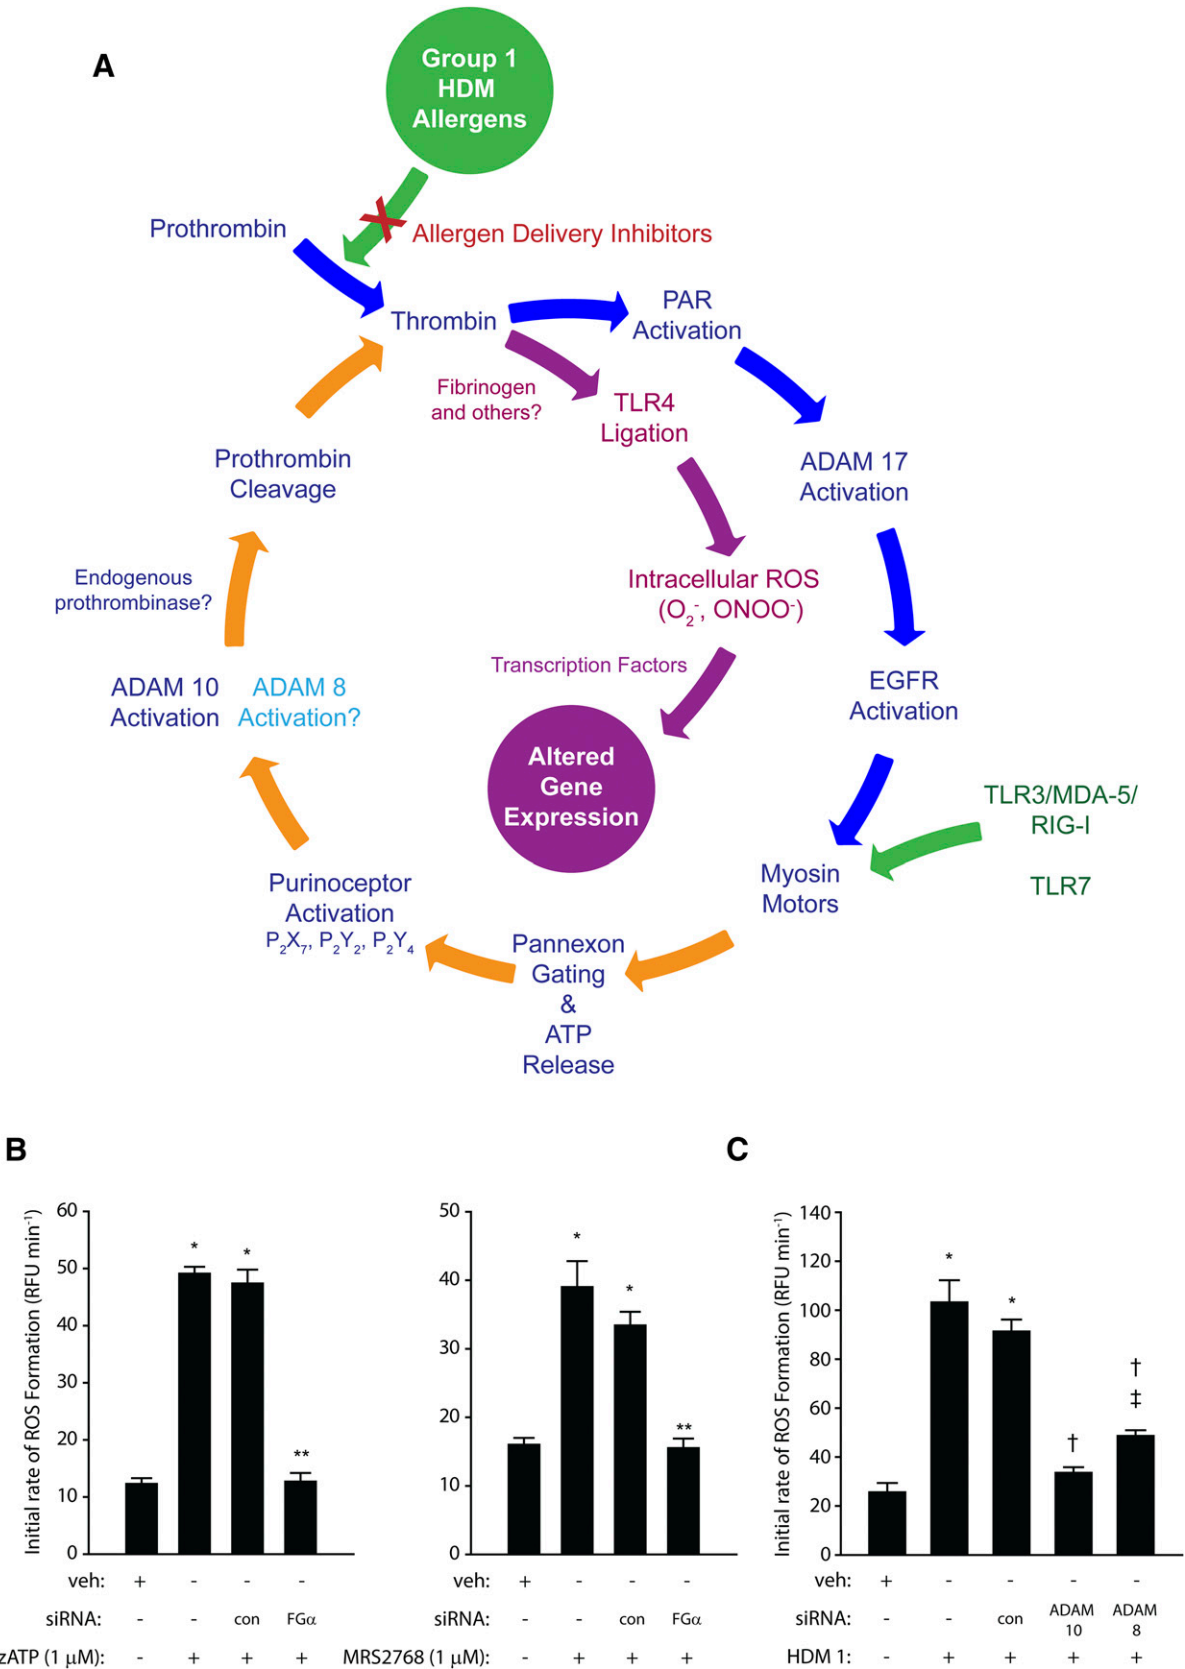 A
Group 1
HDM
Allergens
Prothrombin
Allergen Delivery Inhibitors
Thrombin
PAR
Activation
Fibrinogen
and others?
TLR4
Ligation
ADAM 17
Activation
Prothrombin
Cleavage
Intracellular ROS
(O₂⁻, ONOO⁻)
Endogenous
prothrombinase?
Transcription Factors
EGFR
Activation
ADAM 10
Activation
ADAM 8
Activation?
Altered
Gene
Expression
TLR3/MDA-5/
RIG-I
TLR7
Myosin
Motors
Purinoceptor
Activation
P₂X₇, P₂Y₂, P₂Y₄
Pannexon
Gating
&
ATP
Release
B
Initial rate of ROS Formation (RFU min⁻¹)
60
50
40
30
20
10
0
* * **
veh: + - - -
siRNA: - - con FGα
zATP (1 µM): - + + +
50
40
30
20
10
0
* * **
veh: + - - -
siRNA: - - con FGα
MRS2768 (1 µM): - + + +
C
Initial rate of ROS Formation (RFU min⁻¹)
140
120
100
80
60
40
20
0
* * † † ‡
veh: + - - - -
siRNA: - - con ADAM 10 ADAM 8
HDM 1: - + + + +